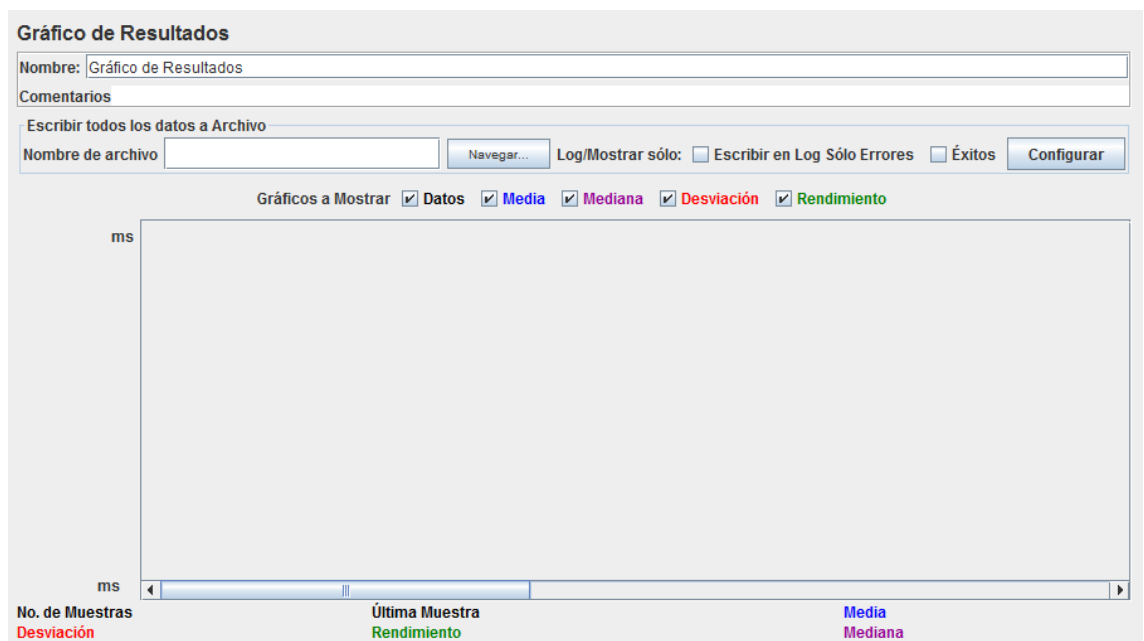 Gráfico de Resultados
Nombre: Gráfico de Resultados
Comentarios
Escribir todos los datos a Archivo
Nombre de archivo Navegar... Log/Mostrar sólo: Escribir en Log Sólo Errores Éxitos Configurar
Gráficos a Mostrar Datos Media Mediana Desviación Rendimiento
ms
ms
No. de Muestras Última Muestra Media
Desviación Rendimiento Mediana